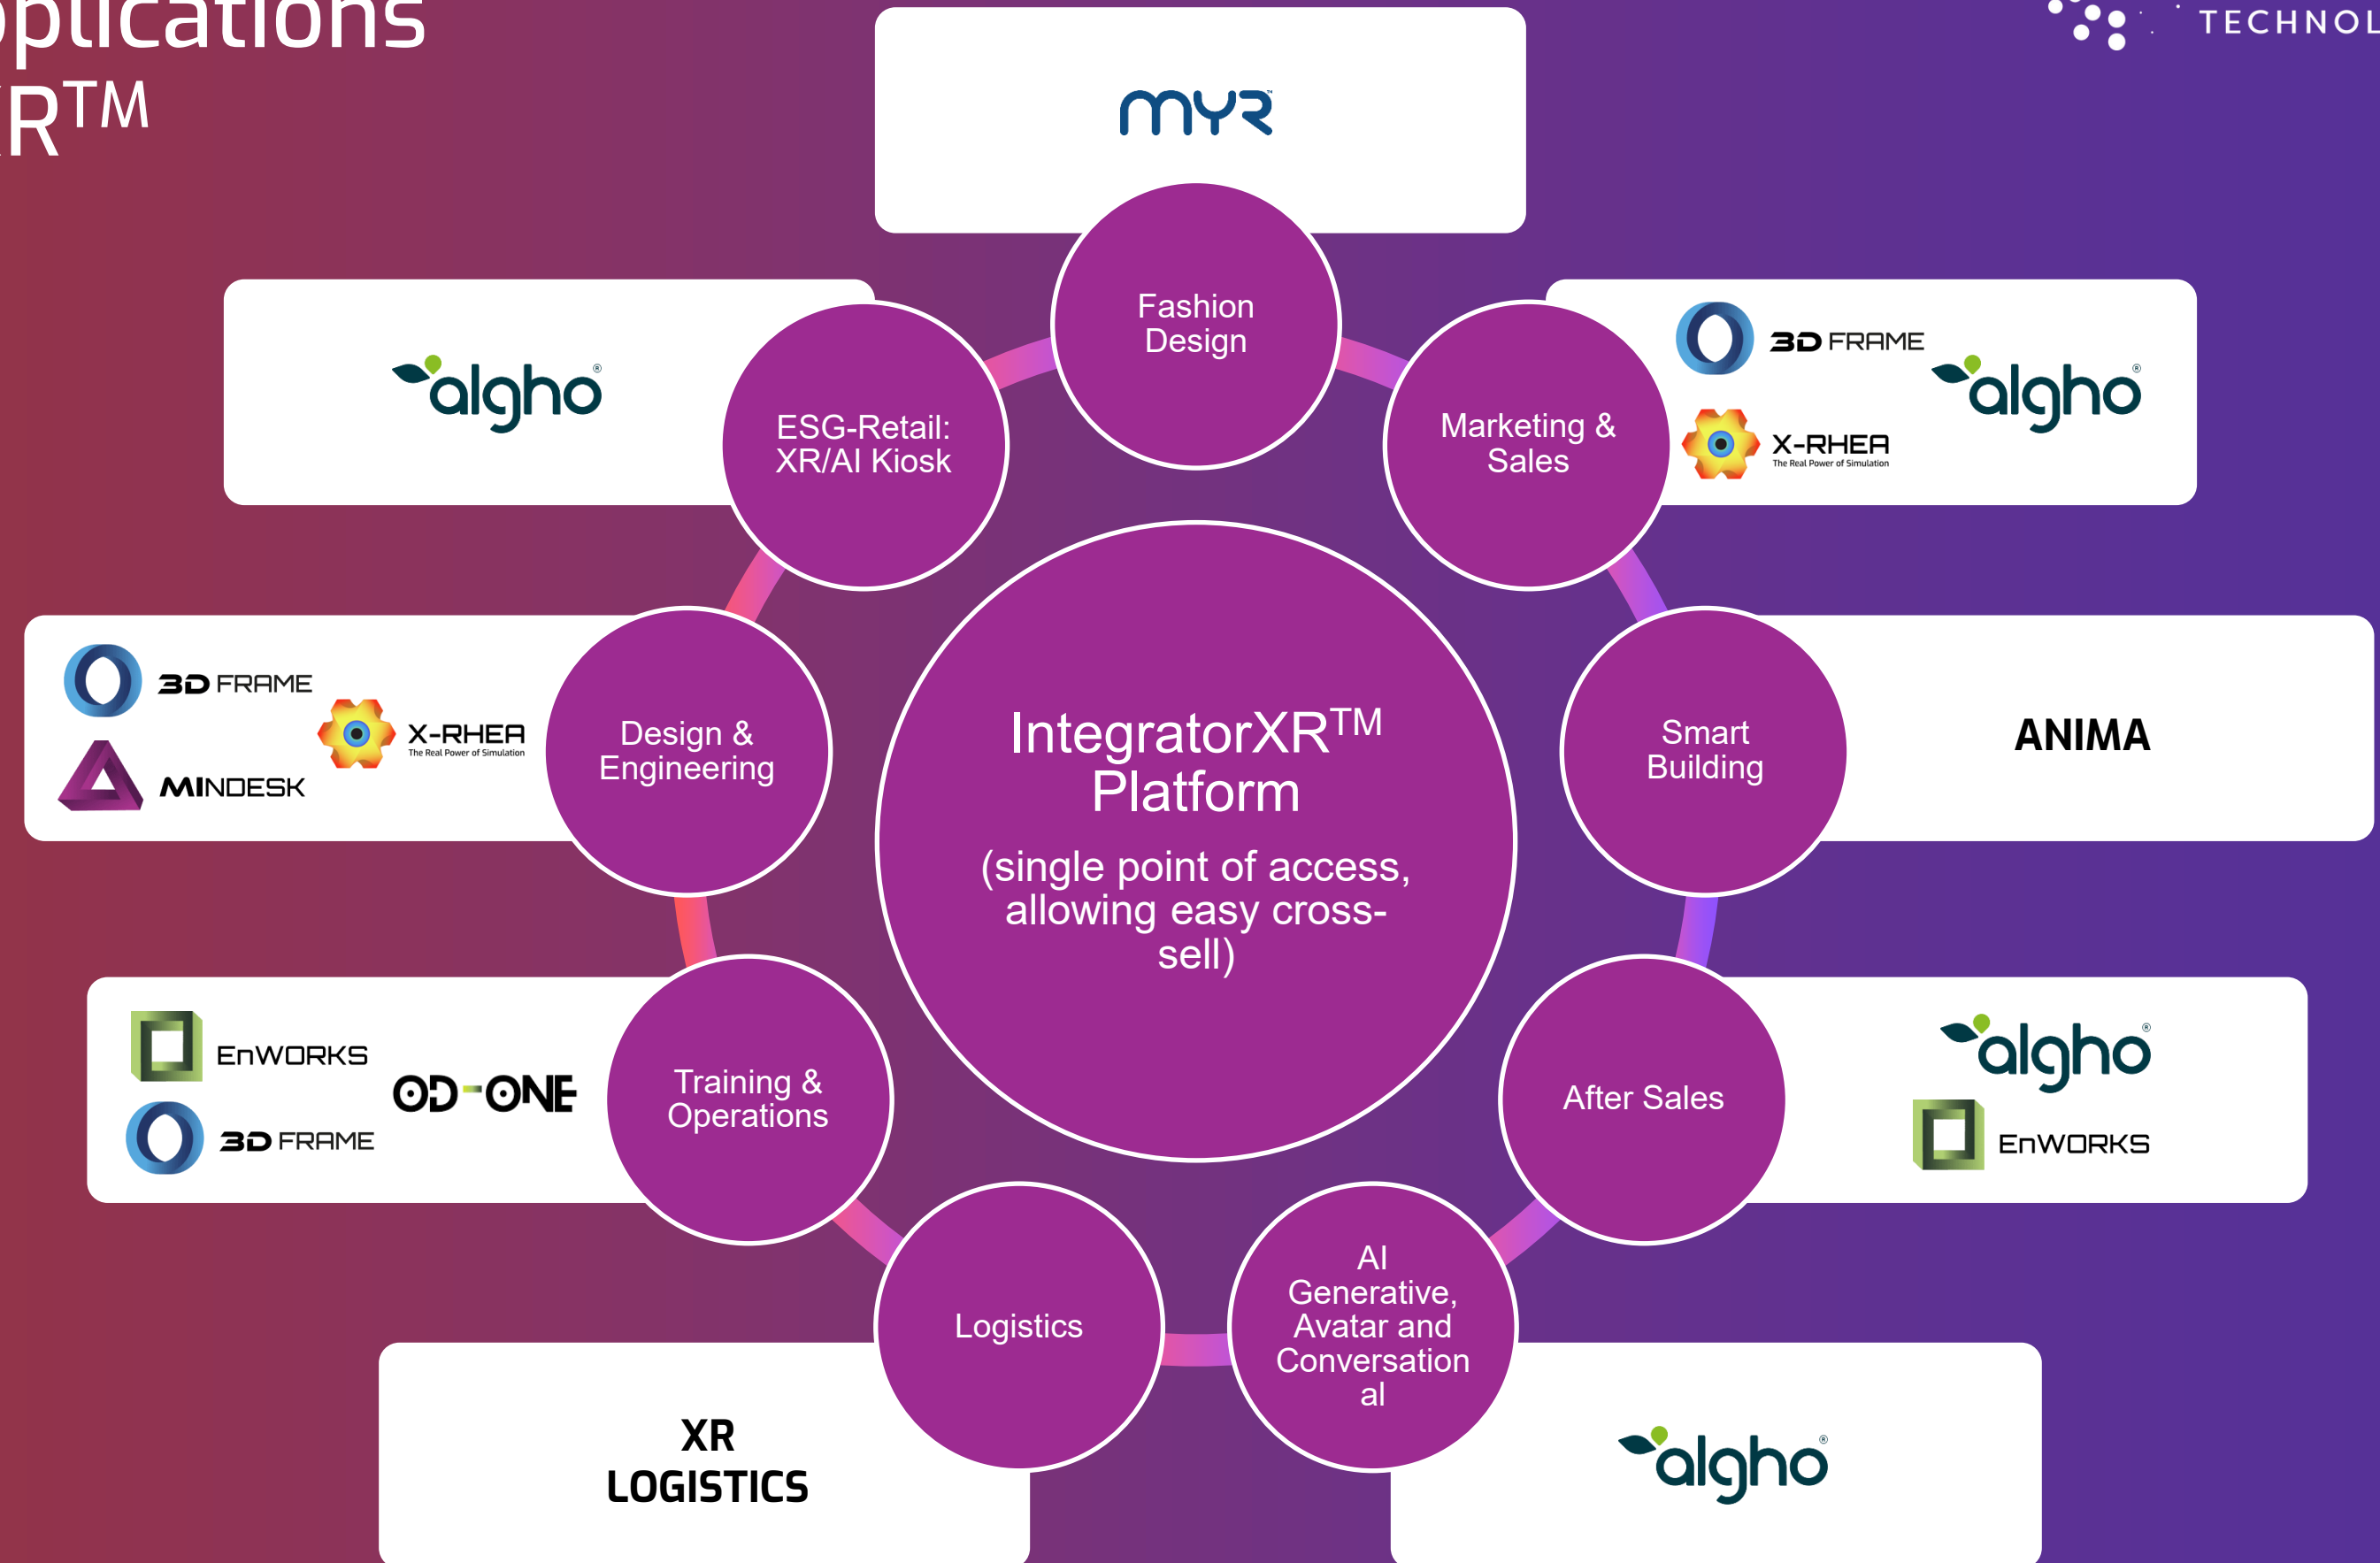 XR™
MYR
Fashion
Design
algho®
ESG-Retail:
XR/AI Kiosk
Marketing &
Sales
3D FRAME
algho®
X-RHEA
The Real Power of Simulation
3D FRAME
X-RHEA
The Real Power of Simulation
MINDESK
Design &
Engineering
IntegratorXR™
Platform
(single point of access,
allowing easy cross-
sell)
Smart
Building
ANIMA
EnWORKS
OD-ONE
3D FRAME
Training &
Operations
After Sales
algho®
EnWORKS
Logistics
XR
LOGISTICS
AI
Generative,
Avatar and
Conversation
al
algho®